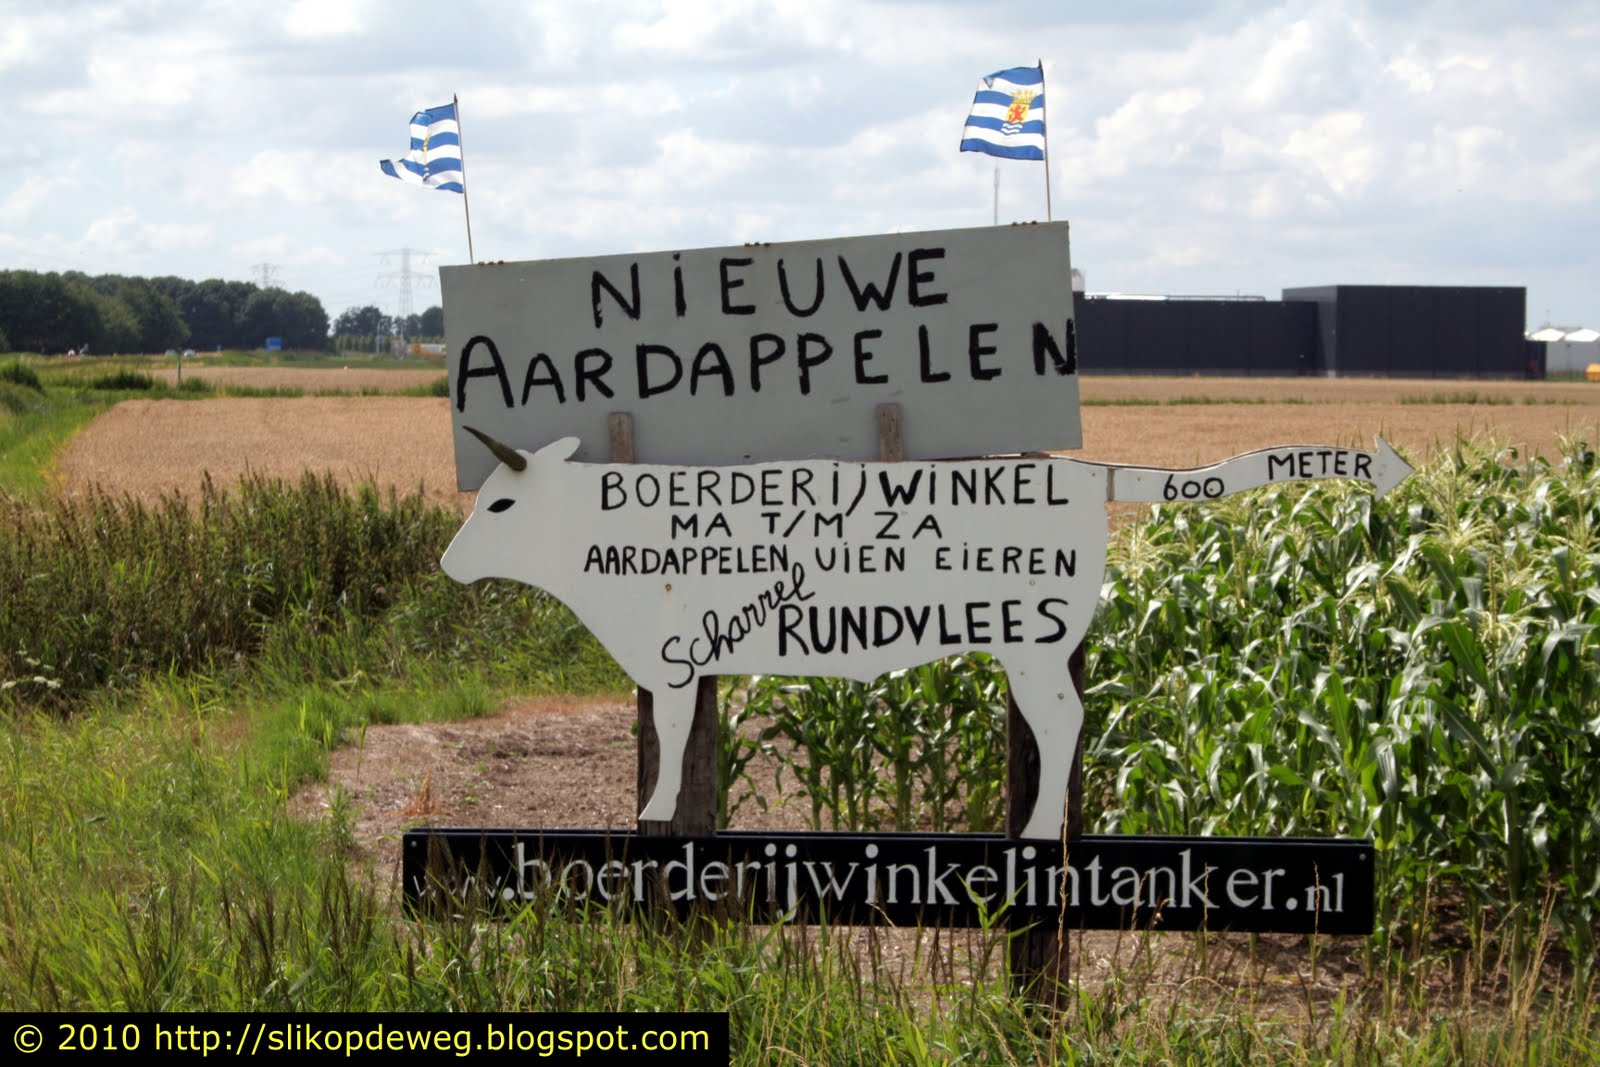 NiEUWE
AARDAPPELEN
BOERDERijWiNKEL
MA T/M ZA
AARDAPPELEN UiEN EiEREN
Scharrel RUNDVLEES
600 METER
www.boerderijwinkelintanker.nl
© 2010 http://slikopdeweg.blogspot.com